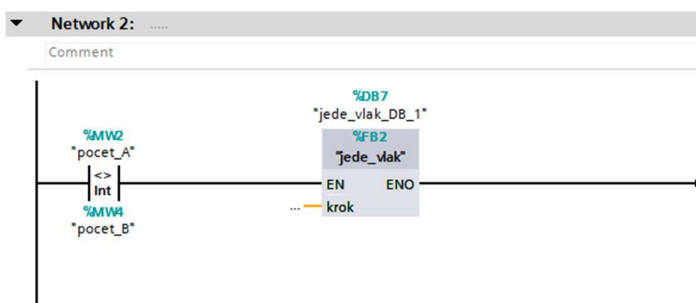 Network 2: .....
Comment
%DB7
"jede_vlak_DB_1"
%MW2
%FB2
"pocet_A"
"jede_vlak"
<>
Int
EN ENO
%MW4
... krok
"pocet_B"